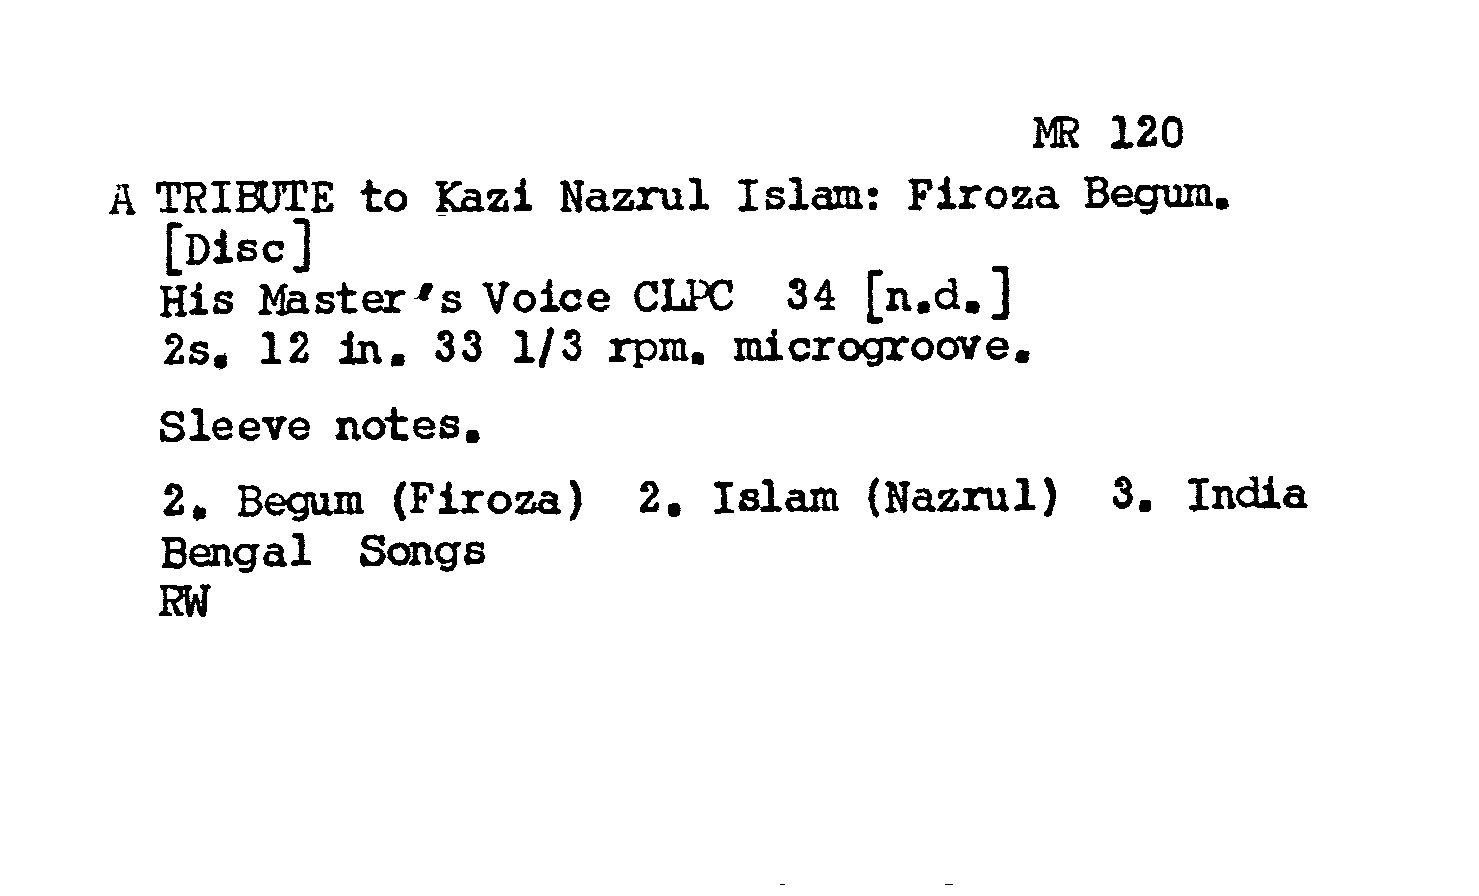 MR 120
A TRIBUTE to Kazi Nazrul Islam: Firoza Begum.
[Disc]
His Master's Voice CLPC 34 [n.d.]
2s. 12 in. 33 1/3 rpm. microgroove.
Sleeve notes.
2. Begum (Firoza) 2. Islam (Nazrul) 3. India
Bengal Songs
RW